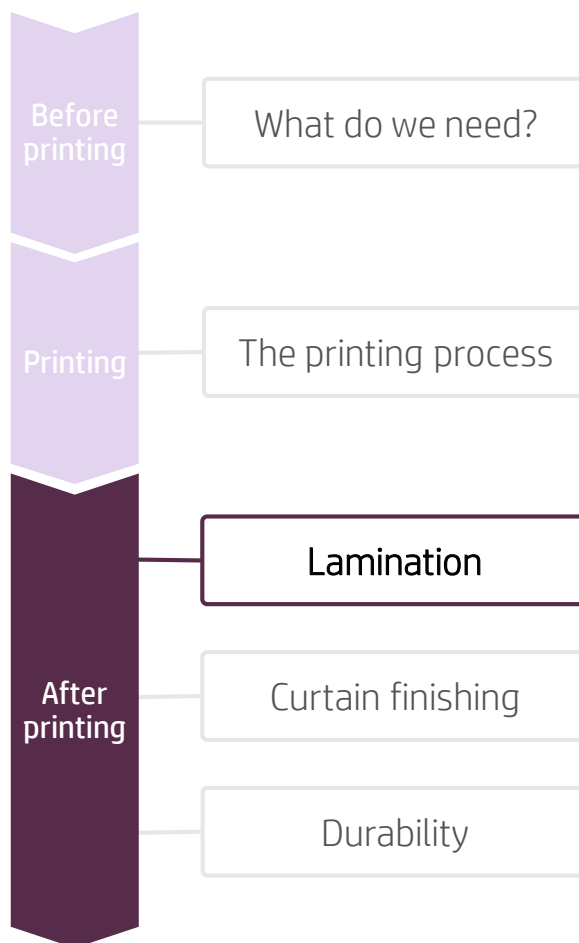 Before
printing
What do we need?
Printing
The printing process
After
printing
Lamination
Curtain finishing
Durability